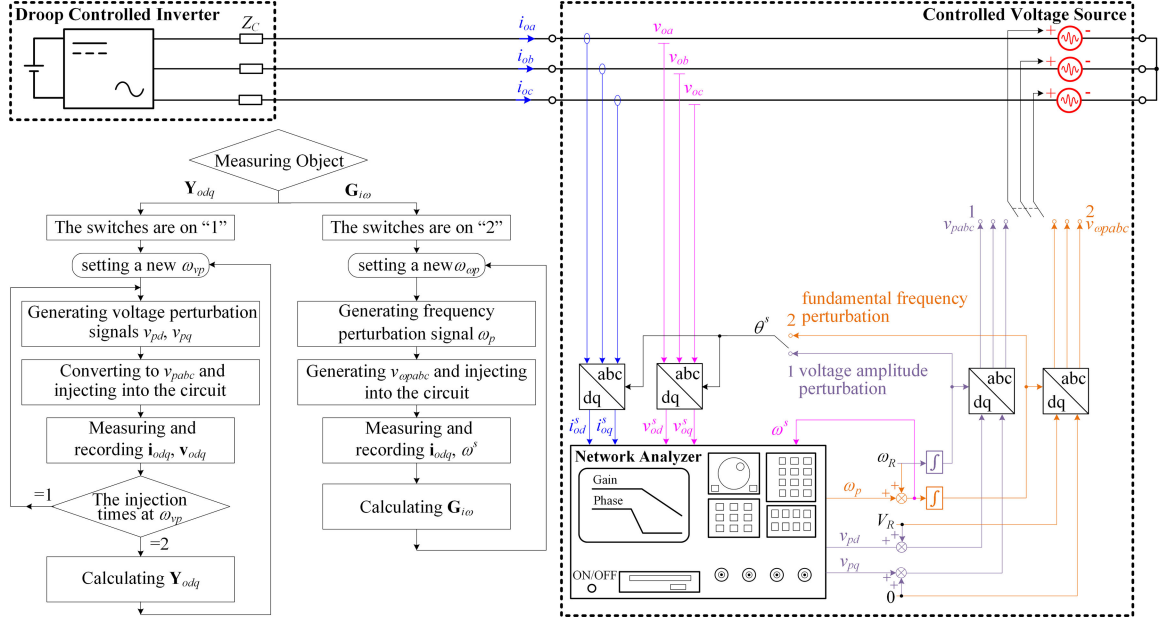 Droop Controlled Inverter
Z_C
i_oa
i_ob
i_oc
Controlled Voltage Source
v_oa
v_ob
v_oc
+ -
+ -
+ -
Measuring Object
Y_odq
G_iω
The switches are on “1”
The switches are on “2”
setting a new ω_vp
setting a new ω_ωp
Generating voltage perturbation
signals v_pd, v_pq
Generating frequency
perturbation signal ω_p
Converting to v_pabc and
injecting into the circuit
Generating v_ωpabc and injecting
into the circuit
Measuring and
recording i_odq, v_odq
Measuring and
recording i_odq, ω^s
=1
The injection
times at ω_vp
=2
Calculating G_iω
Calculating Y_odq
1
v_pabc
2
v_ωpabc
fundamental frequency
perturbation
θ^s
2
1 voltage amplitude
perturbation
abc
dq
abc
dq
abc
dq
abc
dq
i_od^s
i_oq^s
v_od^s
v_oq^s
ω^s
Network Analyzer
Gain
Phase
ON/OFF
ω_R
∫
ω_p
+
+
∫
V_R
v_pd
+
+
v_pq
+
+
0